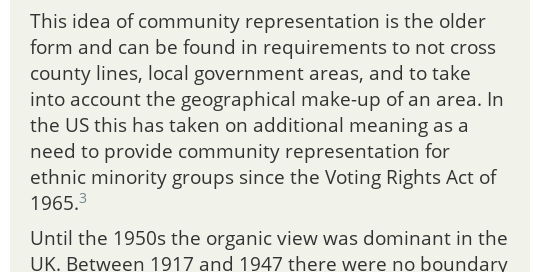 This idea of community representation is the older
form and can be found in requirements to not cross
county lines, local government areas, and to take
into account the geographical make-up of an area. In
the US this has taken on additional meaning as a
need to provide community representation for
ethnic minority groups since the Voting Rights Act of
1965.3
Until the 1950s the organic view was dominant in the
UK. Between 1917 and 1947 there were no boundary